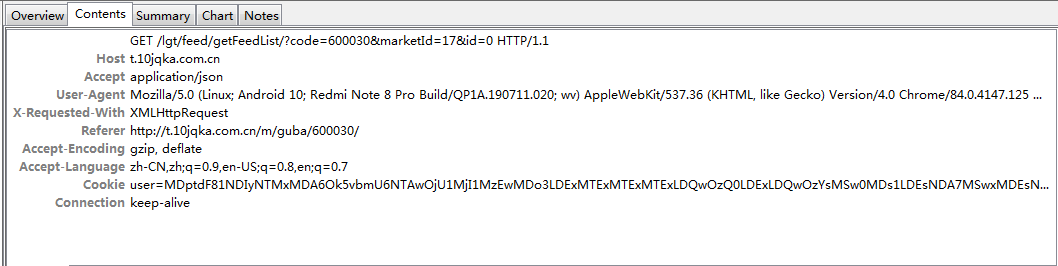 Overview Contents Summary Chart Notes
GET /lgt/feed/getFeedList/?code=600030&marketId=17&id=0 HTTP/1.1
Host t.10jqka.com.cn
Accept application/json
User-Agent Mozilla/5.0 (Linux; Android 10; Redmi Note 8 Pro Build/QP1A.190711.020; wv) AppleWebKit/537.36 (KHTML, like Gecko) Version/4.0 Chrome/84.0.4147.125 ...
X-Requested-With XMLHttpRequest
Referer http://t.10jqka.com.cn/m/guba/600030/
Accept-Encoding gzip, deflate
Accept-Language zh-CN,zh;q=0.9,en-US;q=0.8,en;q=0.7
Cookie user=MDptdF81NDIyNTMxMDA6Ok5vbmU6NTAwOjU1MjI1MzEwMDo3LDExMTExMTExMTExLDQwOzQ0LDExLDQwOzYsMSw0MDs1LDEsNDA7MSwxMDEsN...
Connection keep-alive